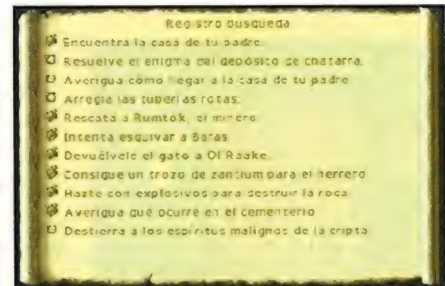 Registro busqueda
Encuentra la casa de tu padre.
Resuelve el enigma del depósito de chatarra.
Averigua cómo llegar a la casa de tu padre
Arregla las tuberías rotas.
Rescata a Rumtok, el minero
Intenta esquivar a Baras
Devuélvele el gato a Ol Raake.
Consigue un trozo de zantium para el herrero
Hazte con explosivos para destruir la roca
Averigua qué ocurre en el cementerio
Destierra a los espíritus malignos de la cripta